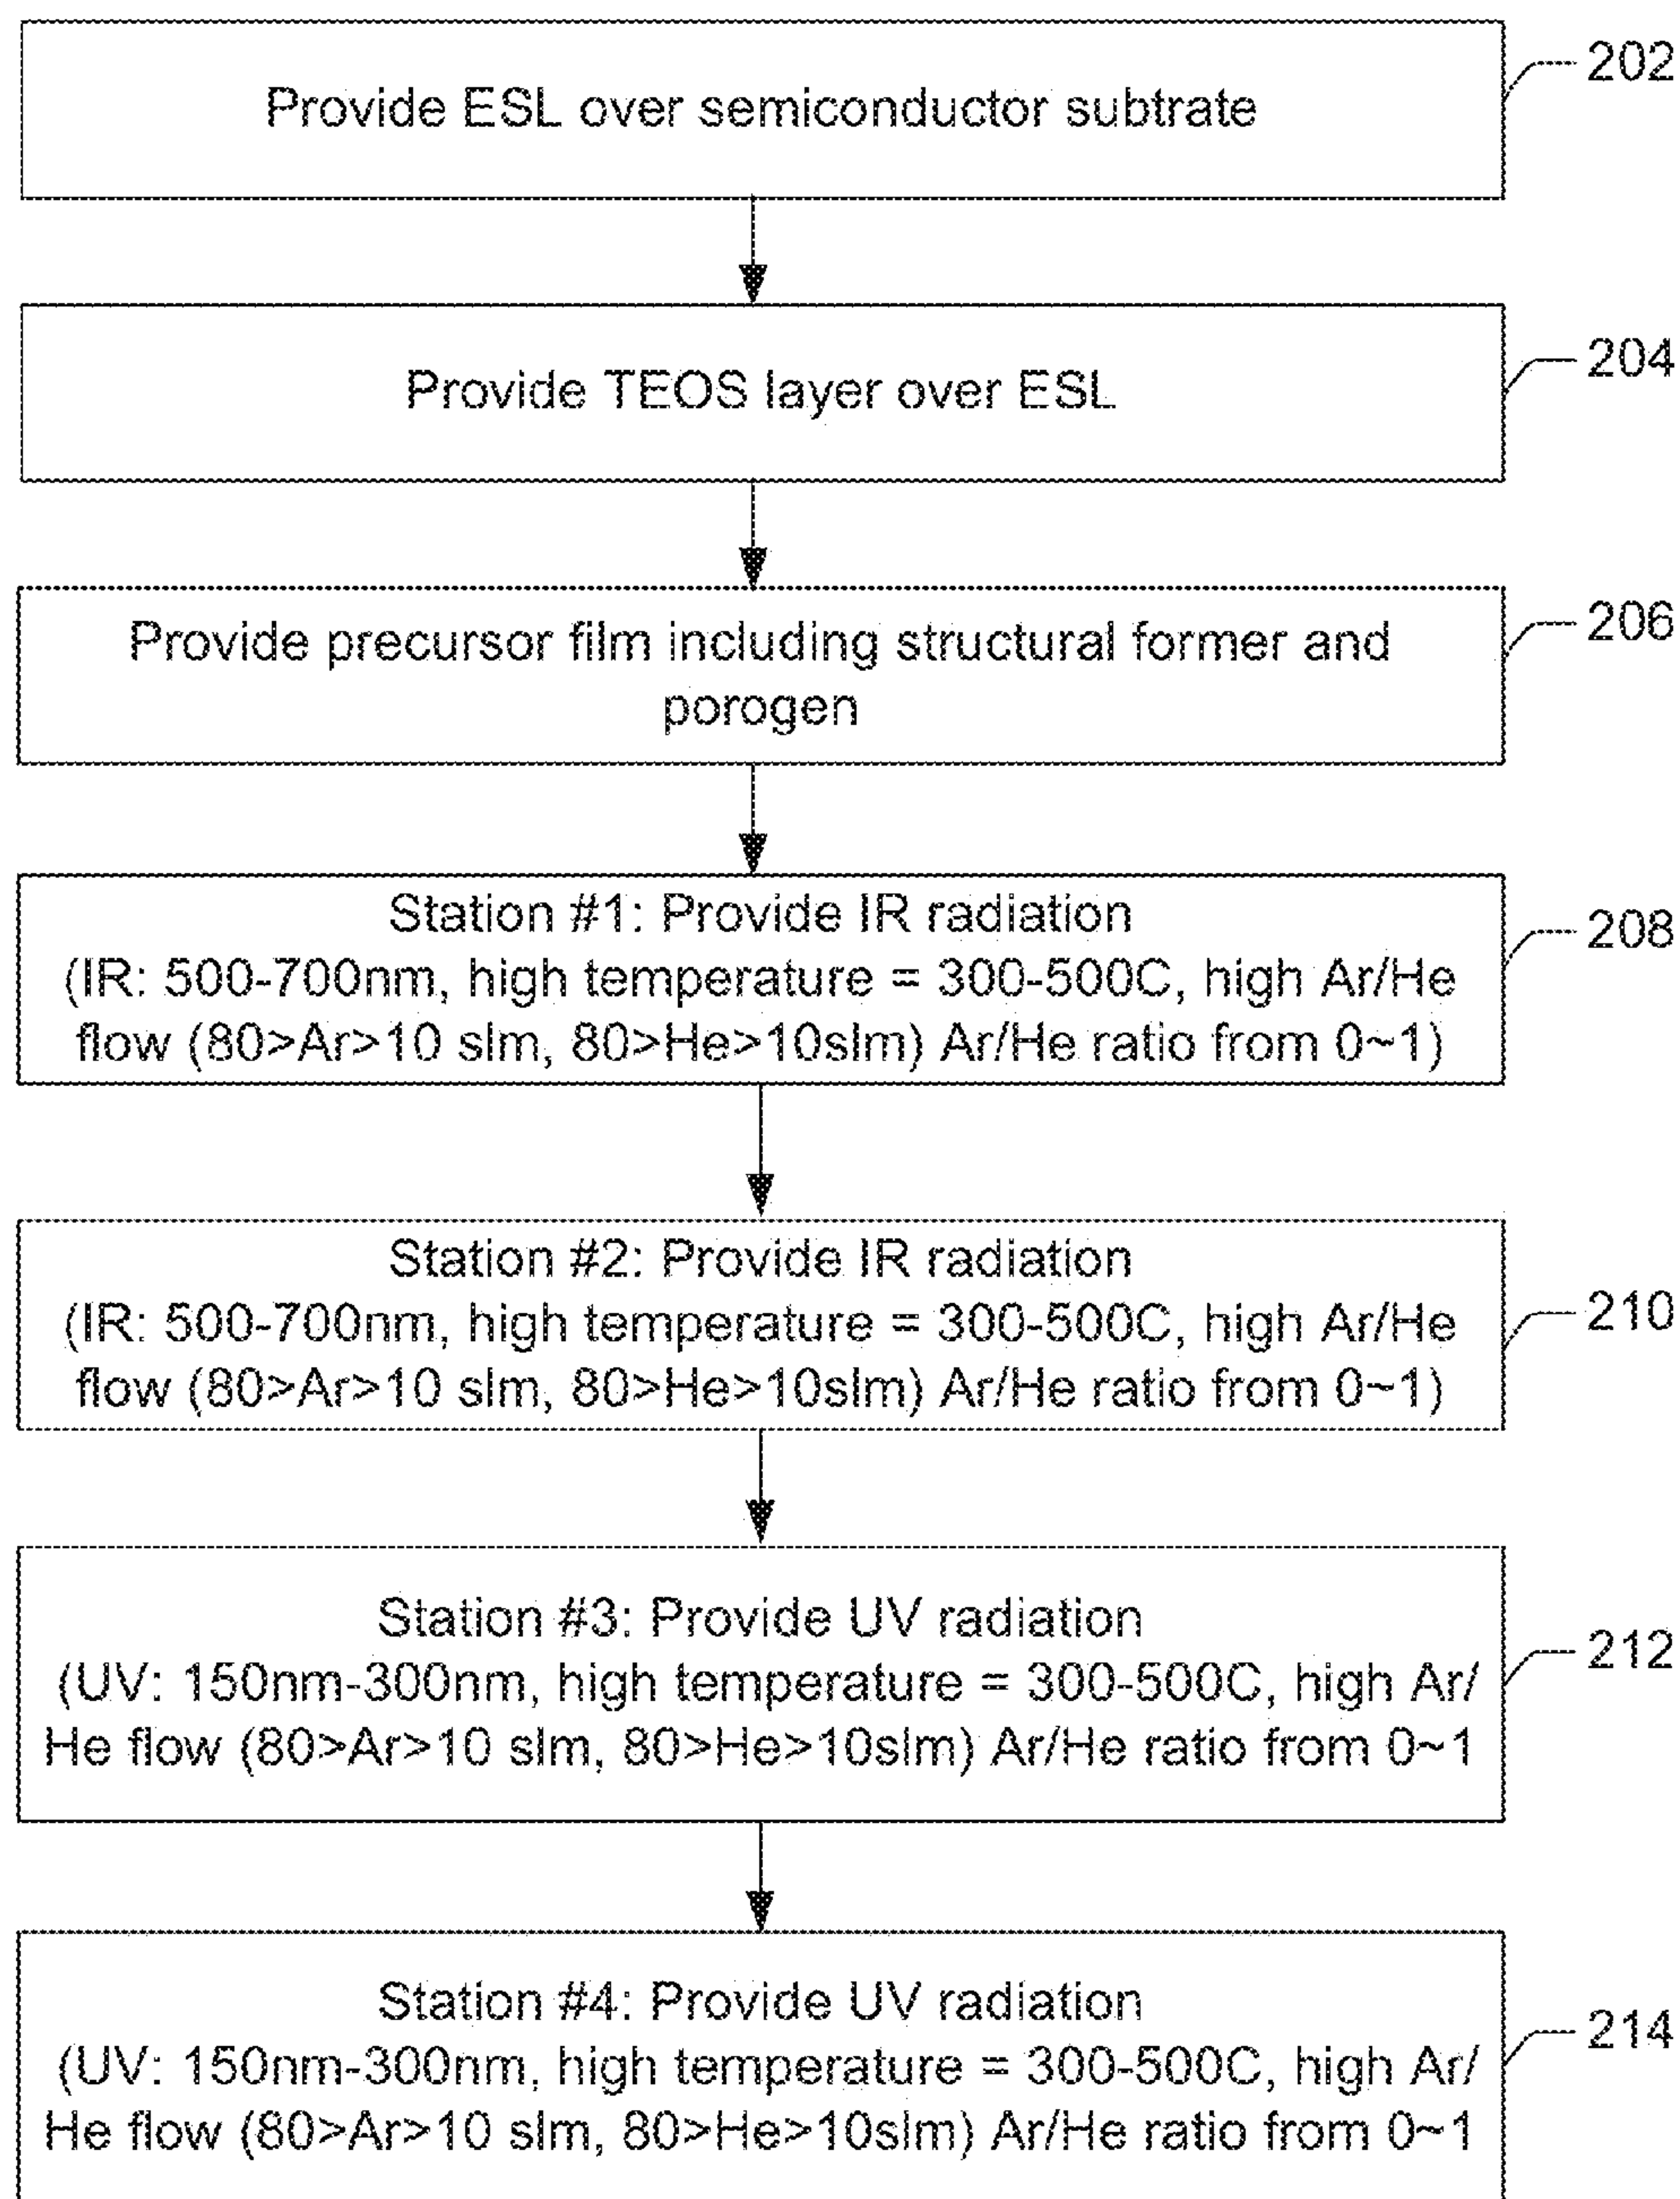 Provide ESL over semiconductor subtrate
202
Provide TEOS layer over ESL
204
Provide precursor film including structural former and
porogen
206
Station #1: Provide IR radiation
(IR: 500-700nm, high temperature = 300-500C, high Ar/He
flow (80>Ar>10 slm, 80>He>10slm) Ar/He ratio from 0~1)
208
Station #2: Provide IR radiation
(IR: 500-700nm, high temperature = 300-500C, high Ar/He
flow (80>Ar>10 slm, 80>He>10slm) Ar/He ratio from 0~1)
210
Station #3: Provide UV radiation
(UV: 150nm-300nm, high temperature = 300-500C, high Ar/
He flow (80>Ar>10 slm, 80>He>10slm) Ar/He ratio from 0~1
212
Station #4: Provide UV radiation
(UV: 150nm-300nm, high temperature = 300-500C, high Ar/
He flow (80>Ar>10 slm, 80>He>10slm) Ar/He ratio from 0~1
214